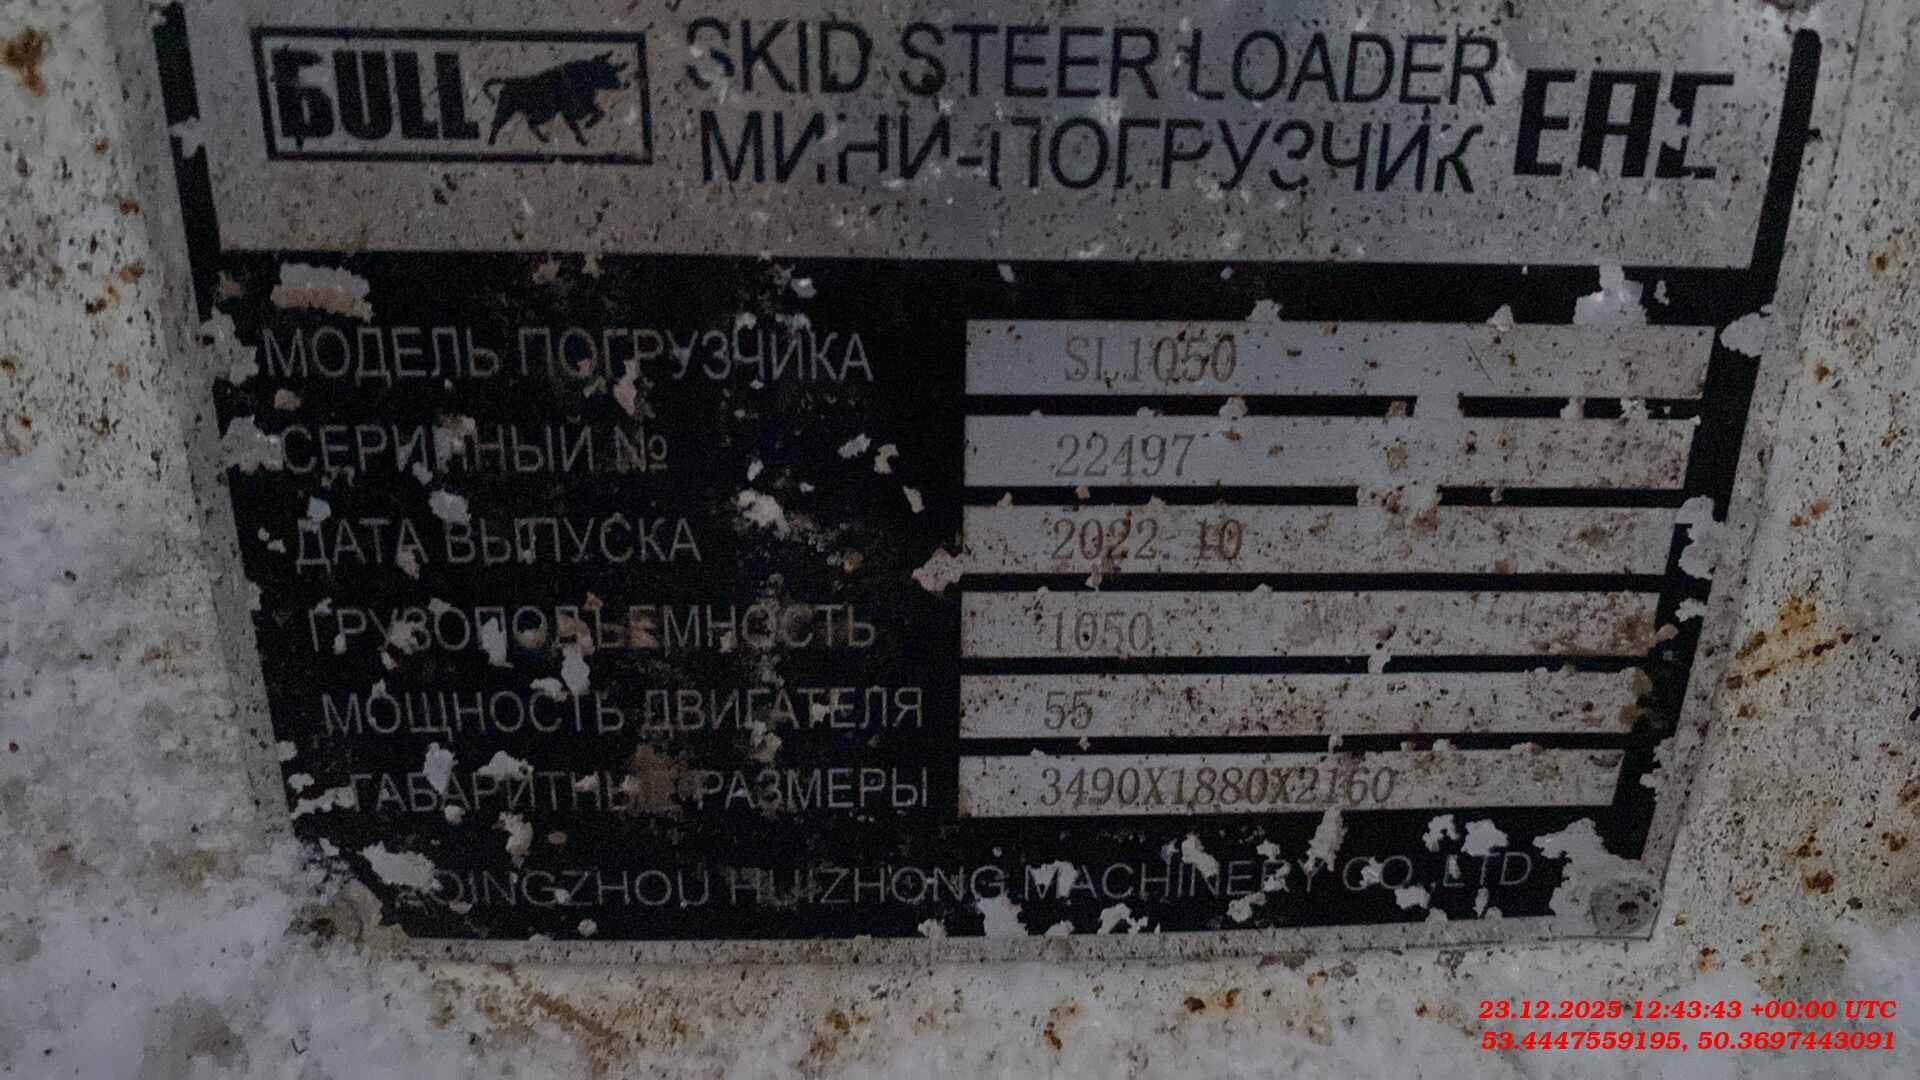 BULL
SKID STEER LOADER
МИНИ-ПОГРУЗЧИК
EAC
МОДЕЛЬ ПОГРУЗЧИКА SL1050
СЕРИЙНЫЙ № 22497
ДАТА ВЫПУСКА 2022.10
ГРУЗОПОДЪЕМНОСТЬ 1050
МОЩНОСТЬ ДВИГАТЕЛЯ 55
ГАБАРИТНЫЕ РАЗМЕРЫ 3490X1880X2160
QINGZHOU HUIZHONG MACHINERY CO.,LTD
23.12.2025 12:43:43 +00:00 UTC
53.4447559195, 50.3697443091